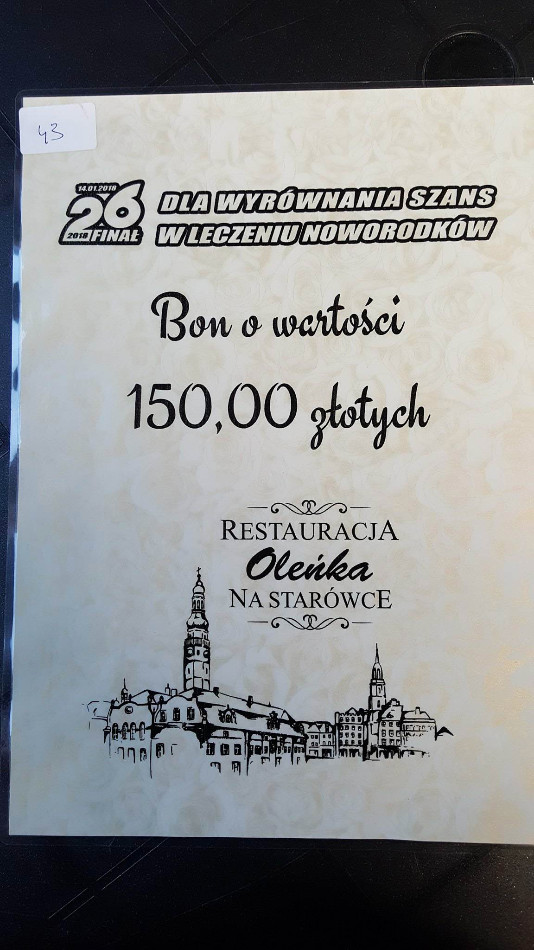 43
14.01.2018
26
2018 FINAŁ
DLA WYRÓWNANIA SZANS
W LECZENIU NOWORODKÓW
Bon o wartości
150,00 złotych
RESTAURACJA
Oleńka
NA STARÓWCE